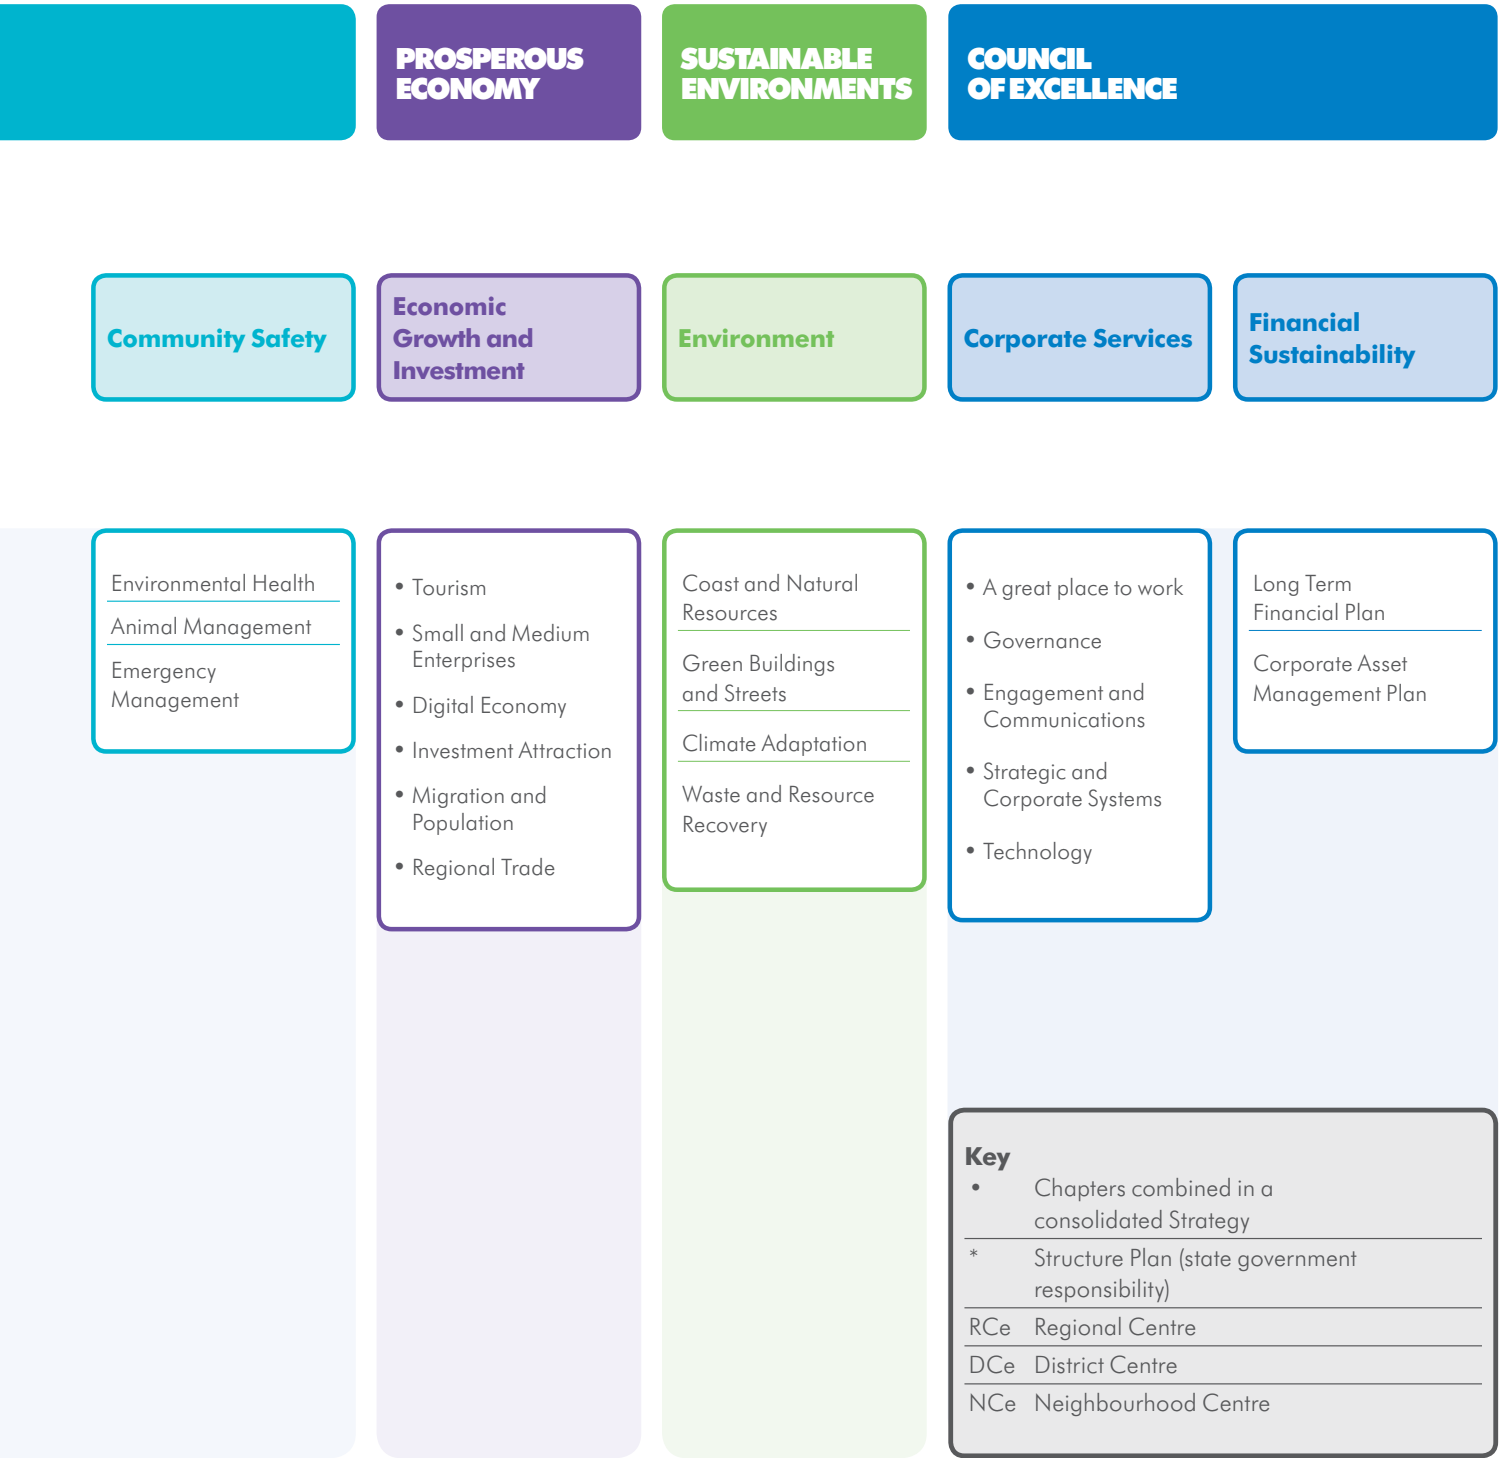 PROSPEROUS
ECONOMY
SUSTAINABLE
ENVIRONMENTS
COUNCIL
OF EXCELLENCE
Community Safety
Economic
Growth and
Investment
Environment
Corporate Services
Financial
Sustainability
Environmental Health
Animal Management
Emergency
Management
• Tourism
• Small and Medium
Enterprises
• Digital Economy
• Investment Attraction
• Migration and
Population
• Regional Trade
Coast and Natural
Resources
Green Buildings
and Streets
Climate Adaptation
Waste and Resource
Recovery
• A great place to work
• Governance
• Engagement and
Communications
• Strategic and
Corporate Systems
• Technology
Long Term
Financial Plan
Corporate Asset
Management Plan
Key
• Chapters combined in a
consolidated Strategy
* Structure Plan (state government
responsibility)
RCe Regional Centre
DCe District Centre
NCe Neighbourhood Centre